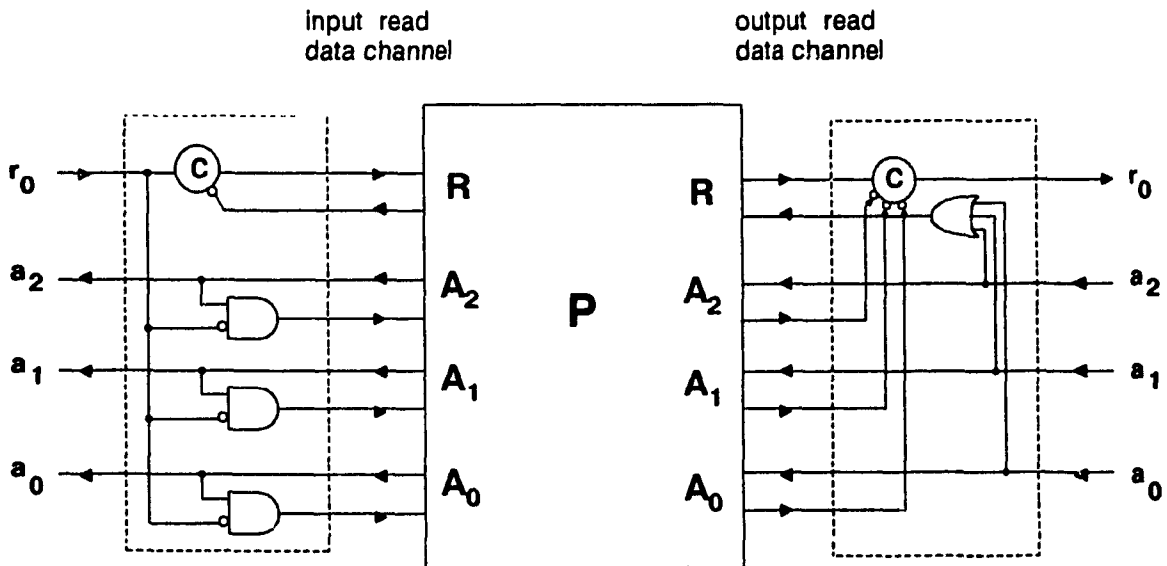 input read
data channel
output read
data channel
r0
C
R
a2
A2
a1
A1
a0
A0
P
R
C
r0
A2
a2
A1
a1
A0
a0